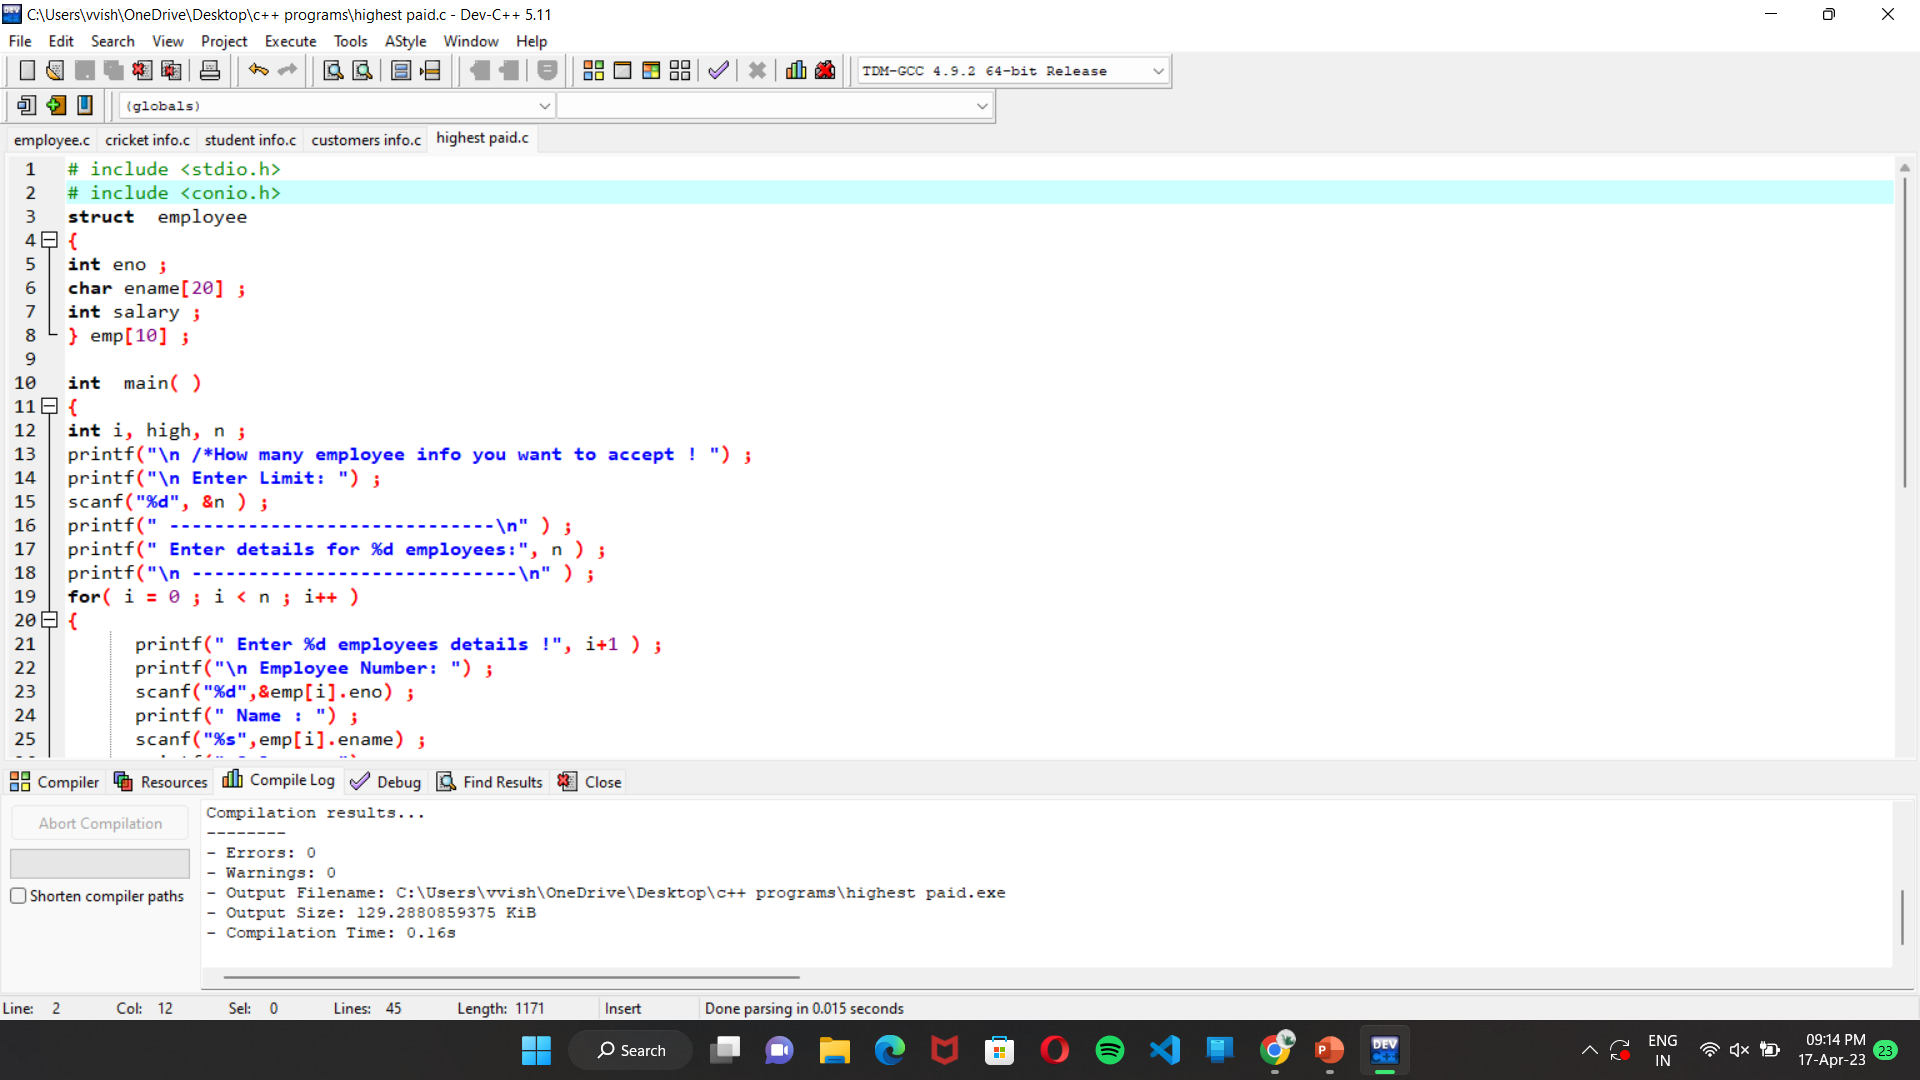 C:\Users\vvish\OneDrive\Desktop\c++ programs\highest paid.c - Dev-C++ 5.11
File Edit Search View Project Execute Tools AStyle Window Help
TDM-GCC 4.9.2 64-bit Release
(globals)
employee.c cricket info.c student info.c customers info.c highest paid.c
1 # include <stdio.h>
2 # include <conio.h>
3 struct  employee
4 {
5 int eno ;
6 char ename[20] ;
7 int salary ;
8 } emp[10] ;
9
10 int  main( )
11 {
12 int i, high, n ;
13 printf("\n /*How many employee info you want to accept ! ") ;
14 printf("\n Enter Limit: ") ;
15 scanf("%d", &n ) ;
16 printf(" -----------------------------\n" ) ;
17 printf(" Enter details for %d employees:", n ) ;
18 printf("\n -----------------------------\n" ) ;
19 for( i = 0 ; i < n ; i++ )
20 {
21 printf(" Enter %d employees details !", i+1 ) ;
22 printf("\n Employee Number: ") ;
23 scanf("%d",&emp[i].eno) ;
24 printf(" Name : ") ;
25 scanf("%s",emp[i].ename) ;
Compiler Resources Compile Log Debug Find Results Close
Abort Compilation
Shorten compiler paths
Compilation results...
--------
- Errors: 0
- Warnings: 0
- Output Filename: C:\Users\vvish\OneDrive\Desktop\c++ programs\highest paid.exe
- Output Size: 129.2880859375 KiB
- Compilation Time: 0.16s
Line: 2 Col: 12 Sel: 0 Lines: 45 Length: 1171 Insert Done parsing in 0.015 seconds
Search
DEV C++
ENG
IN
09:14 PM
17-Apr-23
23